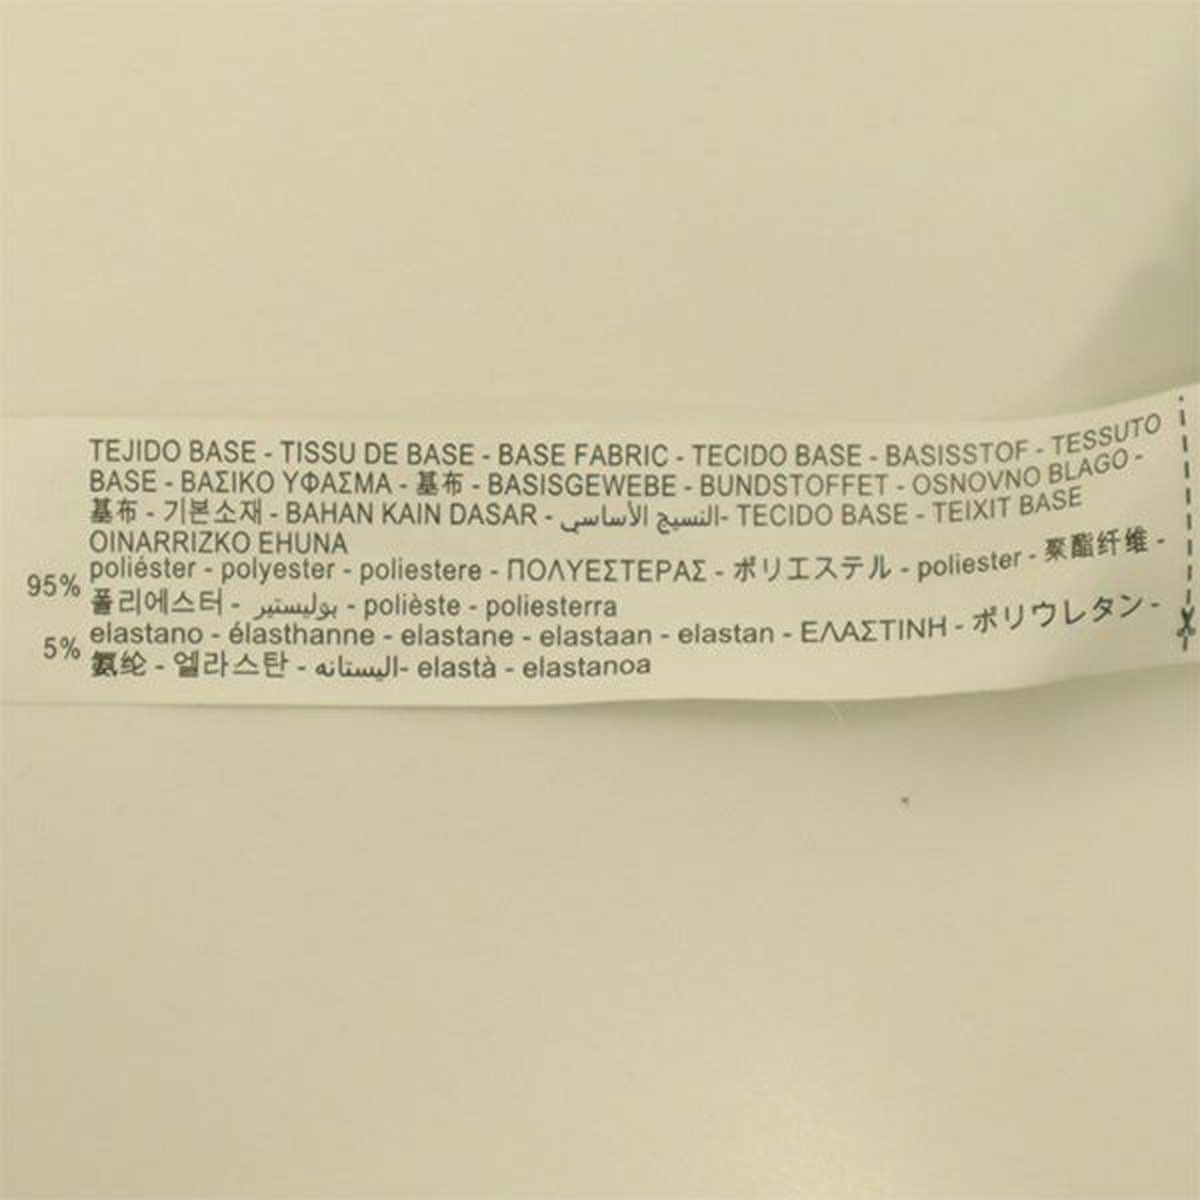 TEJIDO BASE - TISSU DE BASE - BASE FABRIC - TECIDO BASE - BASISSTOF - TESSUTO
BASE - ΒΑΣΙΚΟ ΥΦΑΣΜΑ - 基布 - BASISGEWEBE - BUNDSTOFFET - OSNOVNO BLAGO -
基布 - 기본소재 - BAHAN KAIN DASAR - النسيج الأساسي- TECIDO BASE - TEIXIT BASE
OINARRIZKO EHUNA
95% poliéster - polyester - poliestere - ΠΟΛΥΕΣΤΕΡΑΣ - ポリエステル - poliester - 聚酯纤维 -
폴리에스터 - بوليستير - polièste - poliesterra
5% elastano - élasthanne - elastane - elastaan - elastan - ΕΛΑΣΤΙΝΗ - ポリウレタン -
氨纶 - 엘라스탄 - اليستانه- elastà - elastanoa